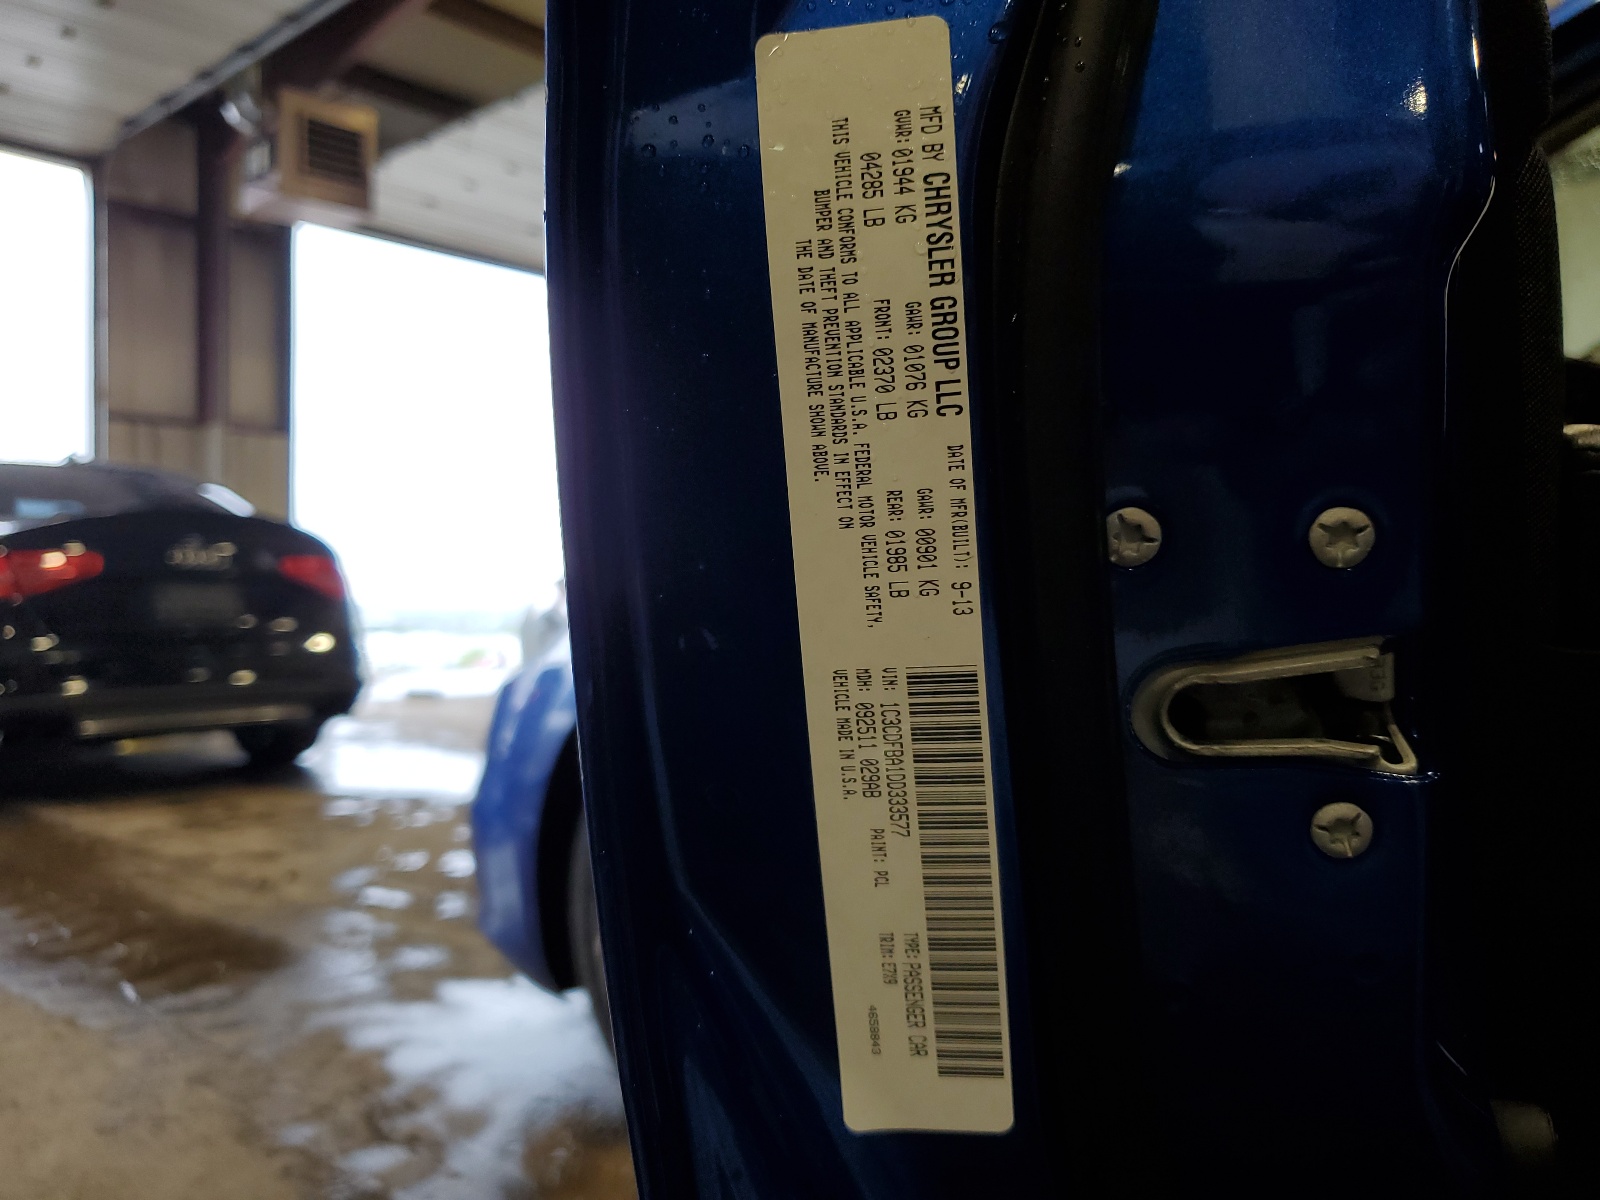 MFD BY CHRYSLER GROUP LLC DATE OF MFR(BUILT): 9-13
GVWR: 01944 KG GAWR: 01076 KG GAWR: 00901 KG
04285 LB FRONT: 02370 LB REAR: 01985 LB
THIS VEHICLE CONFORMS TO ALL APPLICABLE U.S.A. FEDERAL MOTOR VEHICLE SAFETY,
BUMPER AND THEFT PREVENTION STANDARDS IN EFFECT ON
THE DATE OF MANUFACTURE SHOWN ABOVE.
VIN: 1C3CDFBA1DD333577 TYPE: PASSENGER CAR
MDH: 092511 029AB PAINT: PCL TRIM: E7X9
VEHICLE MADE IN U.S.A. 4658843